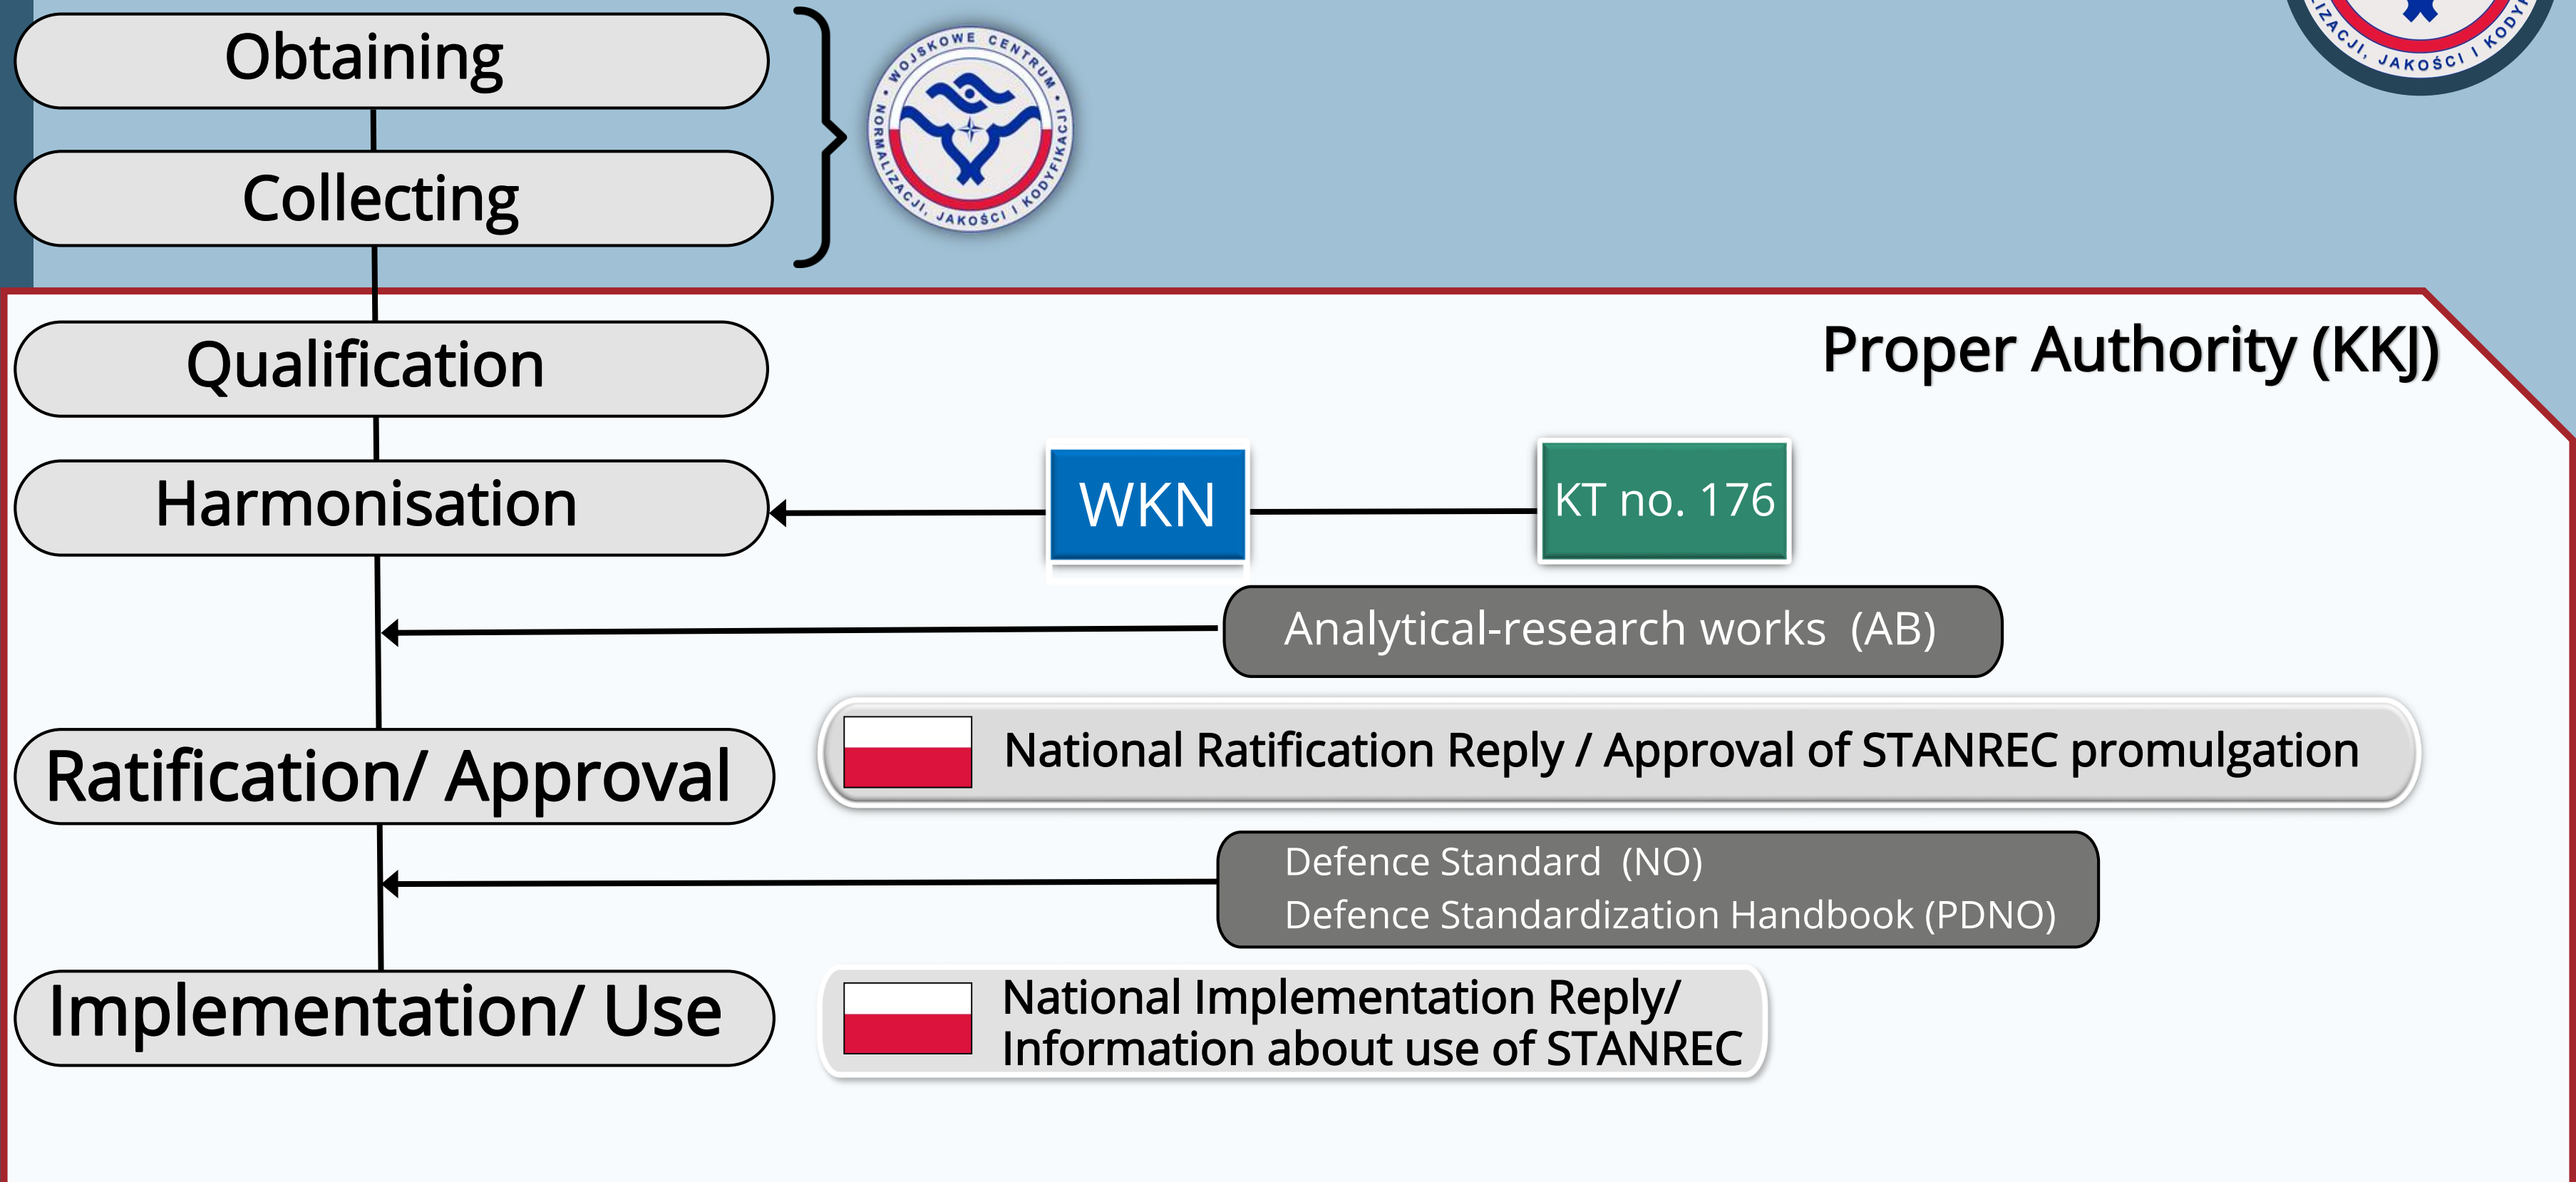 Obtaining
Collecting
WOJSKOWE CENTRUM • NORMALIZACJI, JAKOŚCI I KODYFIKACJI •
JAKOŚCI I
Qualification
Proper Authority (KKJ)
Harmonisation
WKN
KT no. 176
Analytical-research works (AB)
Ratification/ Approval
National Ratification Reply / Approval of STANREC promulgation
Defence Standard (NO)
Defence Standardization Handbook (PDNO)
Implementation/ Use
National Implementation Reply/
Information about use of STANREC